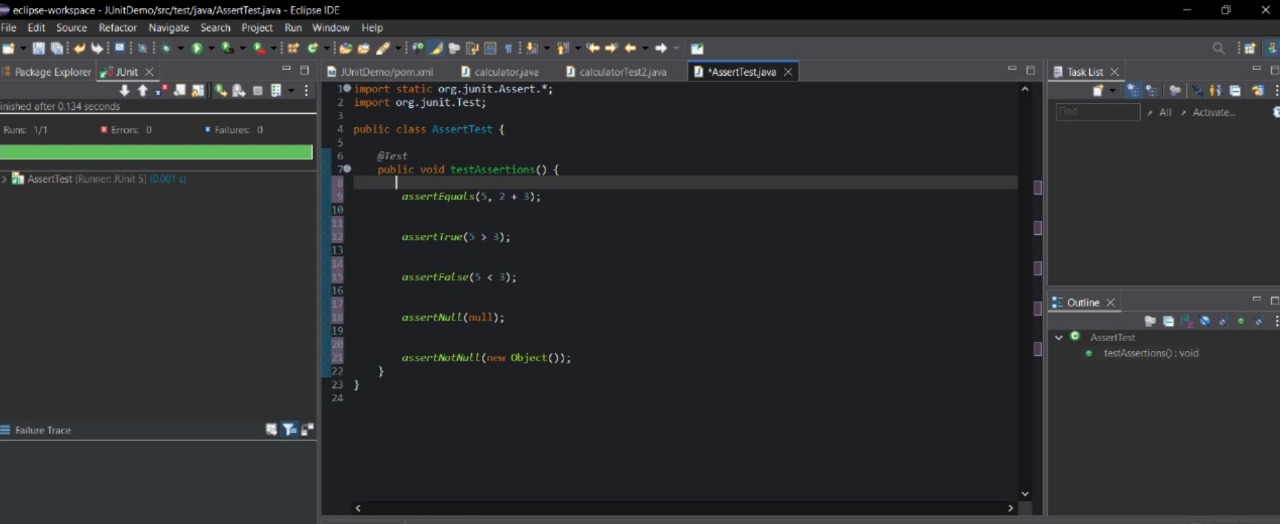 eclipse-workspace - JUnitDemo/src/test/java/AssertTest.java - Eclipse IDE
File Edit Source Refactor Navigate Search Project Run Window Help
Package Explorer JUnit
inished after 0.134 seconds
Runs: 1/1 Errors: 0 Failures: 0
AssertTest [Runner: JUnit 5] (0.001 s)
Failure Trace
JUnitDemo/pom.xml calculator.java calculatorTest2.java *AssertTest.java
1 import static org.junit.Assert.*;
2 import org.junit.Test;
3
4 public class AssertTest {
5
6 @Test
7 public void testAssertions() {
8
9 assertEquals(5, 2 + 3);
10
11
12 assertTrue(5 > 3);
13
14
15 assertFalse(5 < 3);
16
17
18 assertNull(null);
19
20
21 assertNotNull(new Object());
22 }
23 }
24
Task List
Find All Activate...
Outline
AssertTest
testAssertions() : void